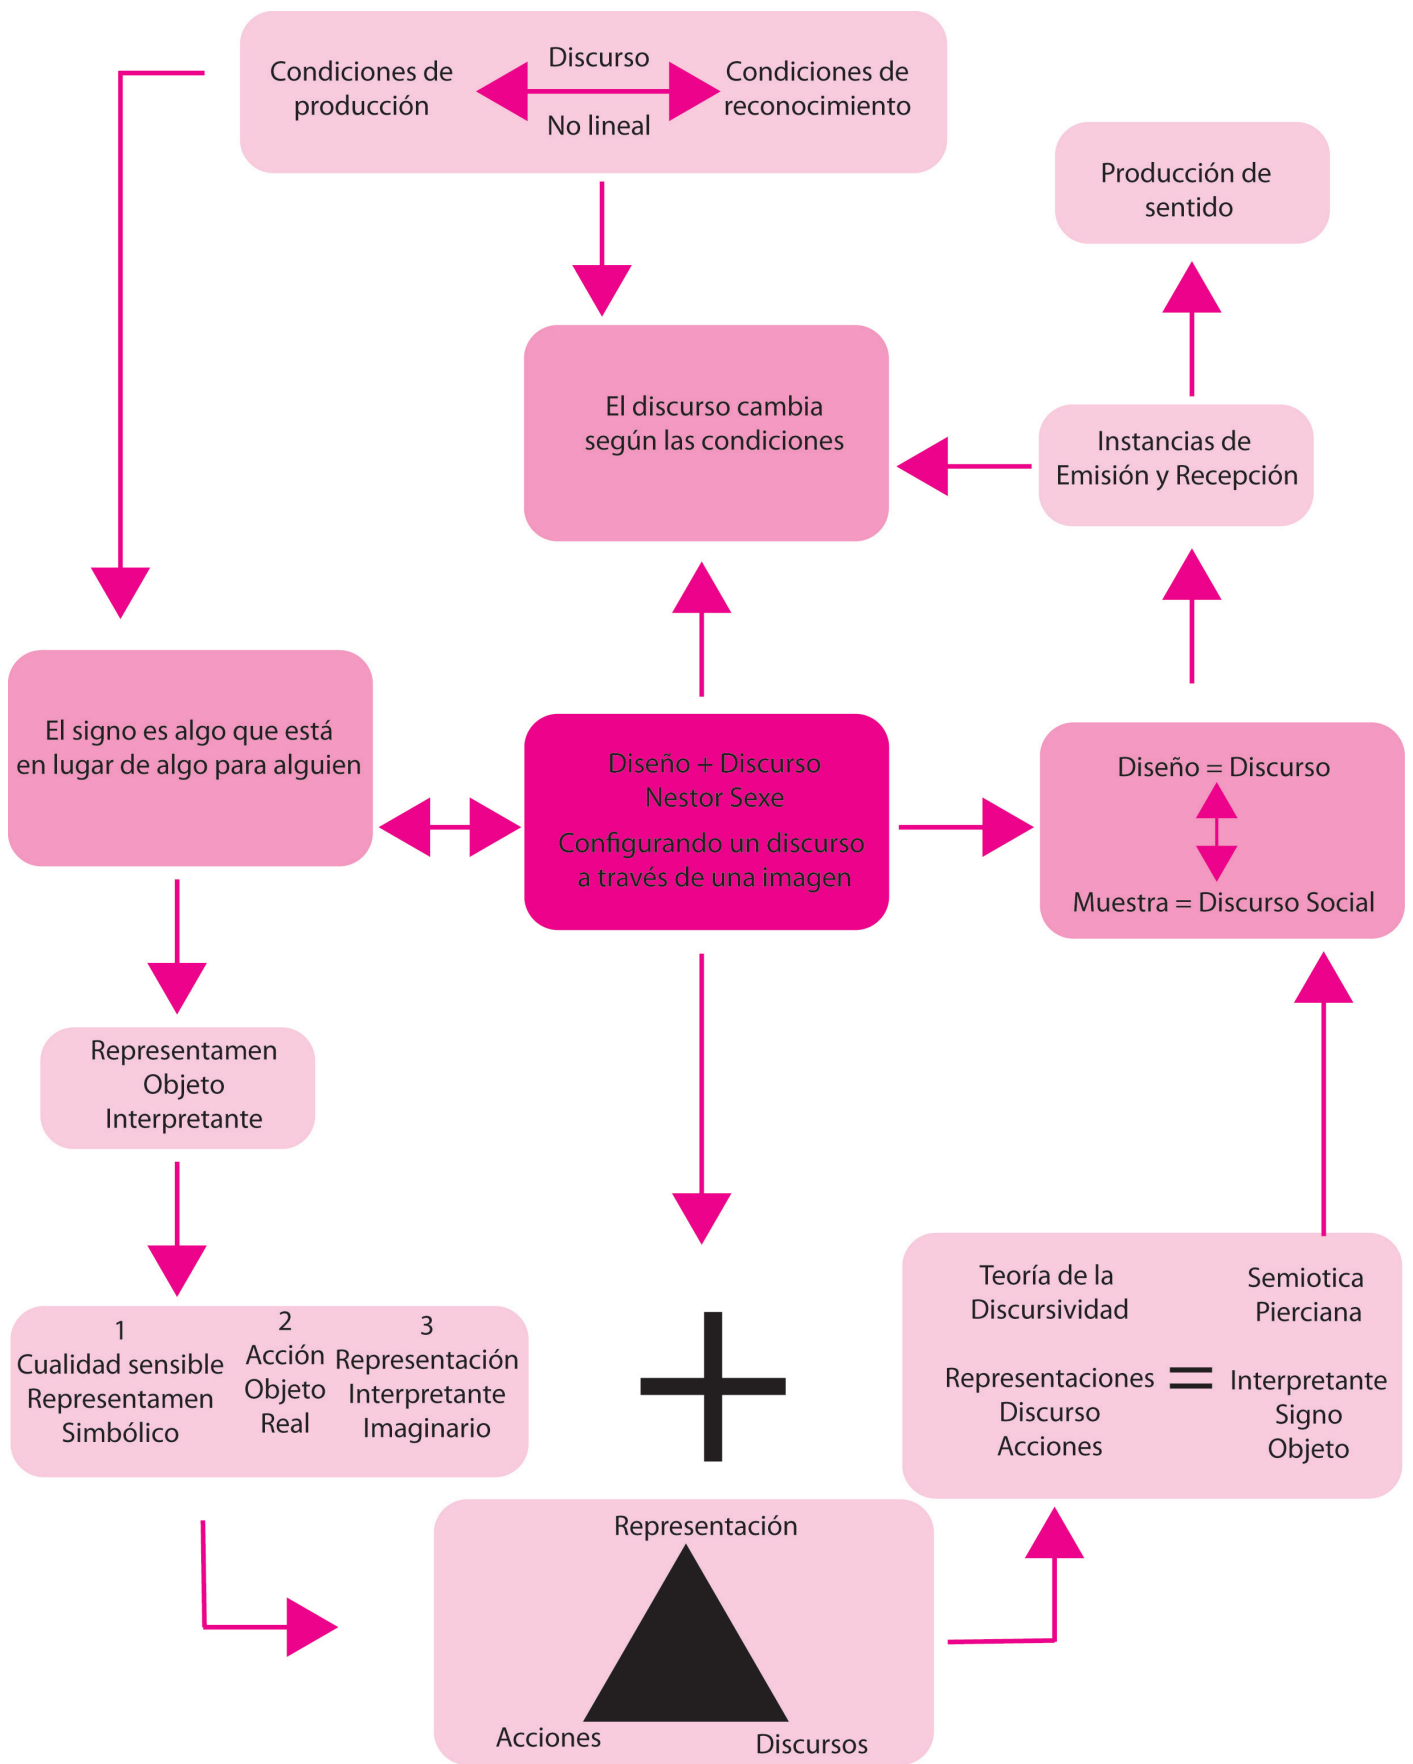 Condiciones de
producción
Discurso
No lineal
Condiciones de
reconocimiento
Producción de
sentido
El discurso cambia
según las condiciones
Instancias de
Emisión y Recepción
El signo es algo que está
en lugar de algo para alguien
Diseño + Discurso
Nestor Sexe
Configurando un discurso
a través de una imagen
Diseño = Discurso
Muestra = Discurso Social
Representamen
Objeto
Interpretante
1
Cualidad sensible
Representamen
Simbólico
2
Acción
Objeto
Real
3
Representación
Interpretante
Imaginario
+
Teoría de la
Discursividad
Representaciones
Discurso
Acciones
=
Semiotica
Pierciana
Interpretante
Signo
Objeto
Representación
Acciones
Discursos